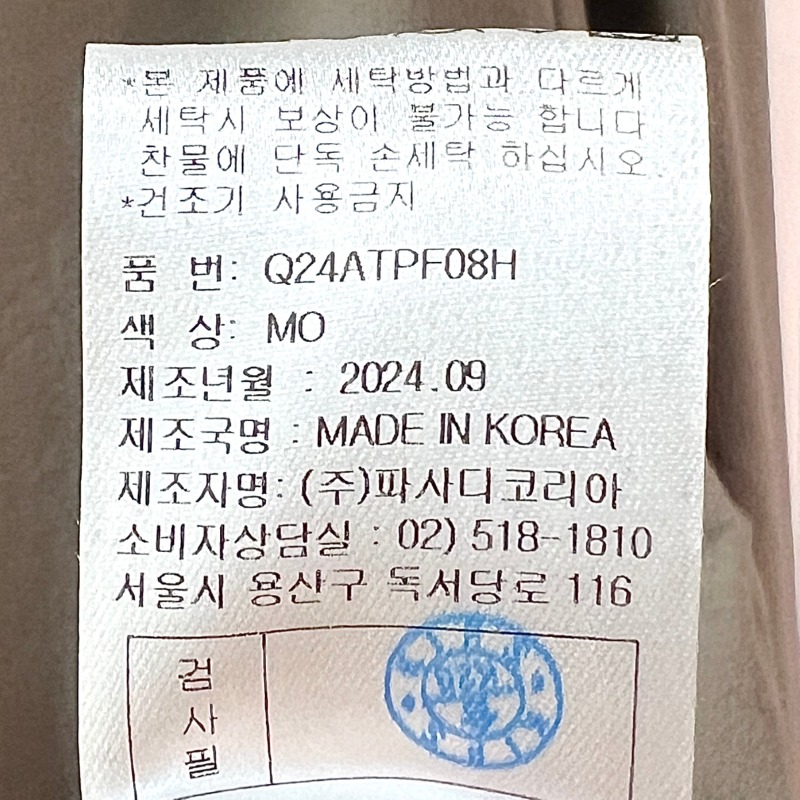 *본 제품에 세탁방법과 다르게
세탁시 보상이 불가능 합니다
찬물에 단독 손세탁 하십시오.
*건조기 사용금지
품 번: Q24ATPF08H
색 상: MO
제조년월 : 2024.09
제조국명 : MADE IN KOREA
제조자명: (주)파사디코리아
소비자상담실 : 02) 518-1810
서울시 용산구 독서당로 116
검
사
필